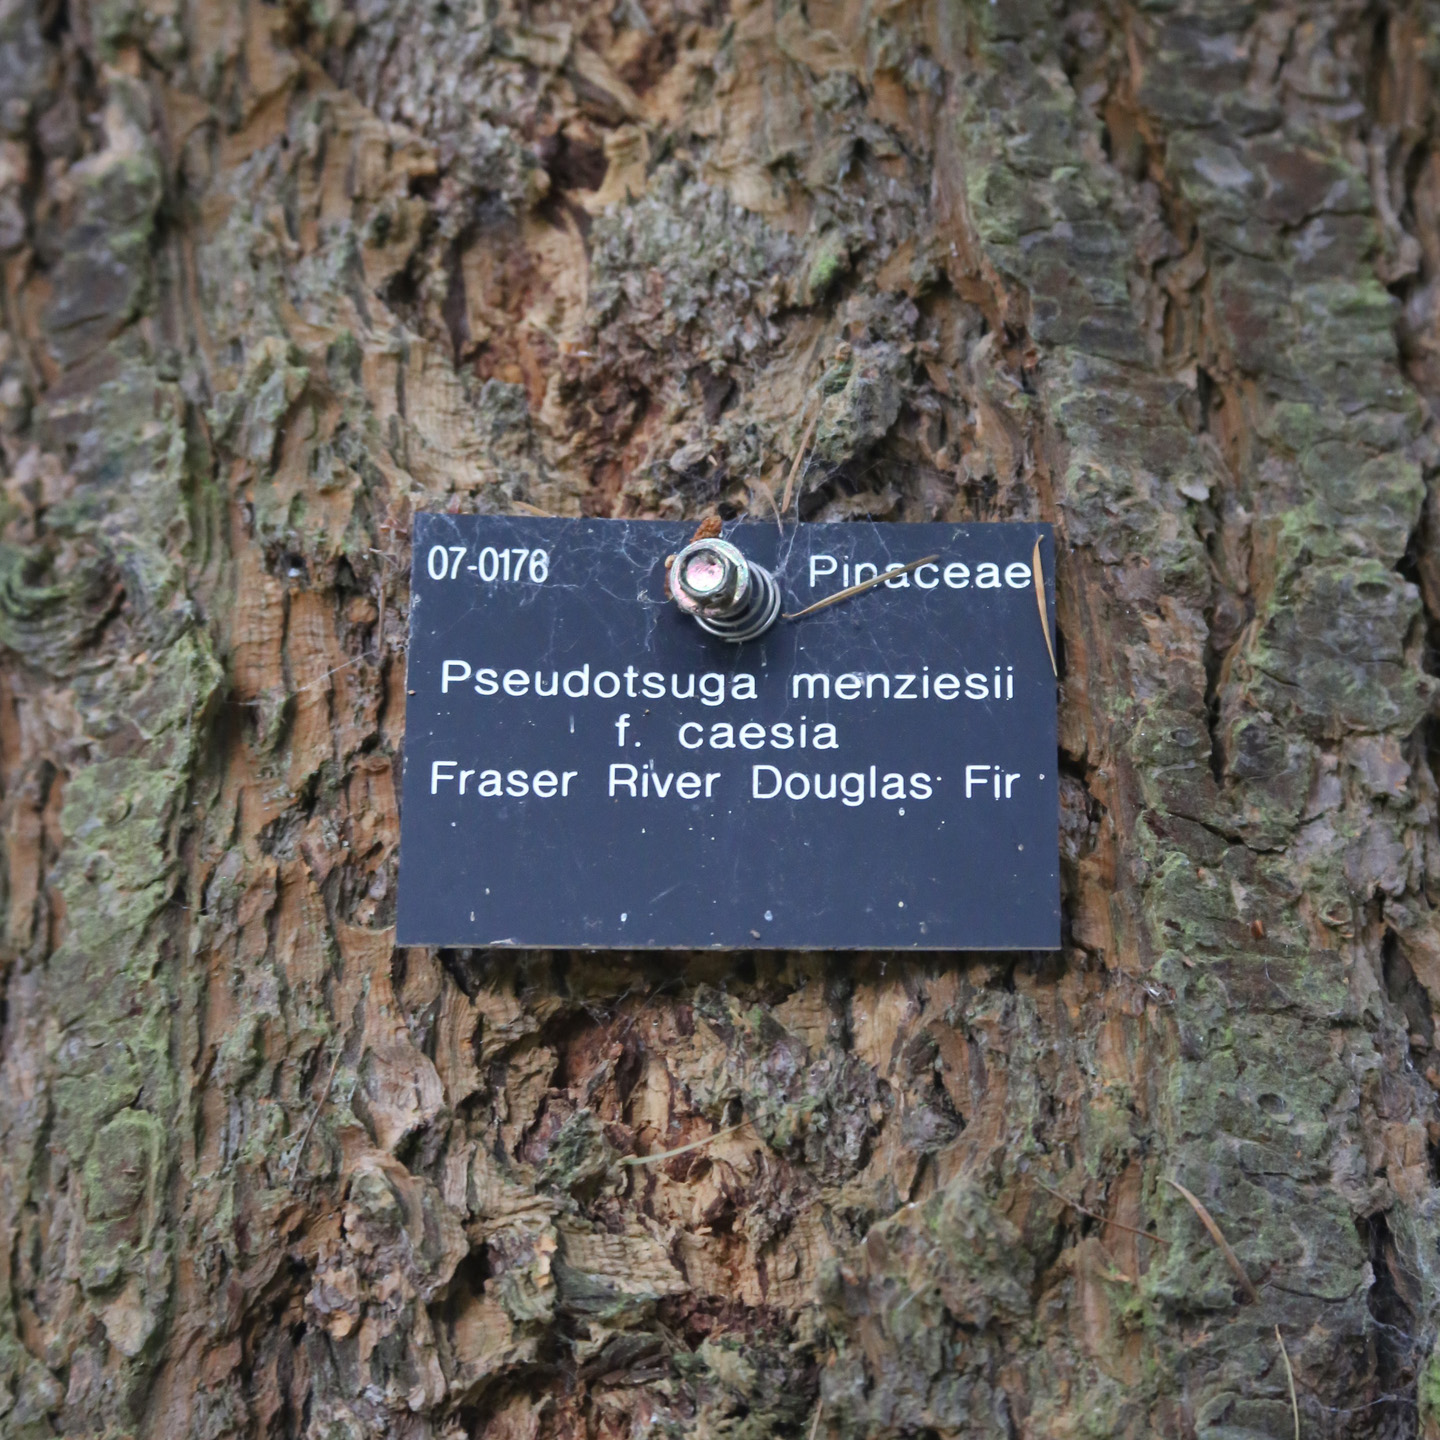 07-0176 Pinaceae
Pseudotsuga menziesii
f. caesia
Fraser River Douglas Fir